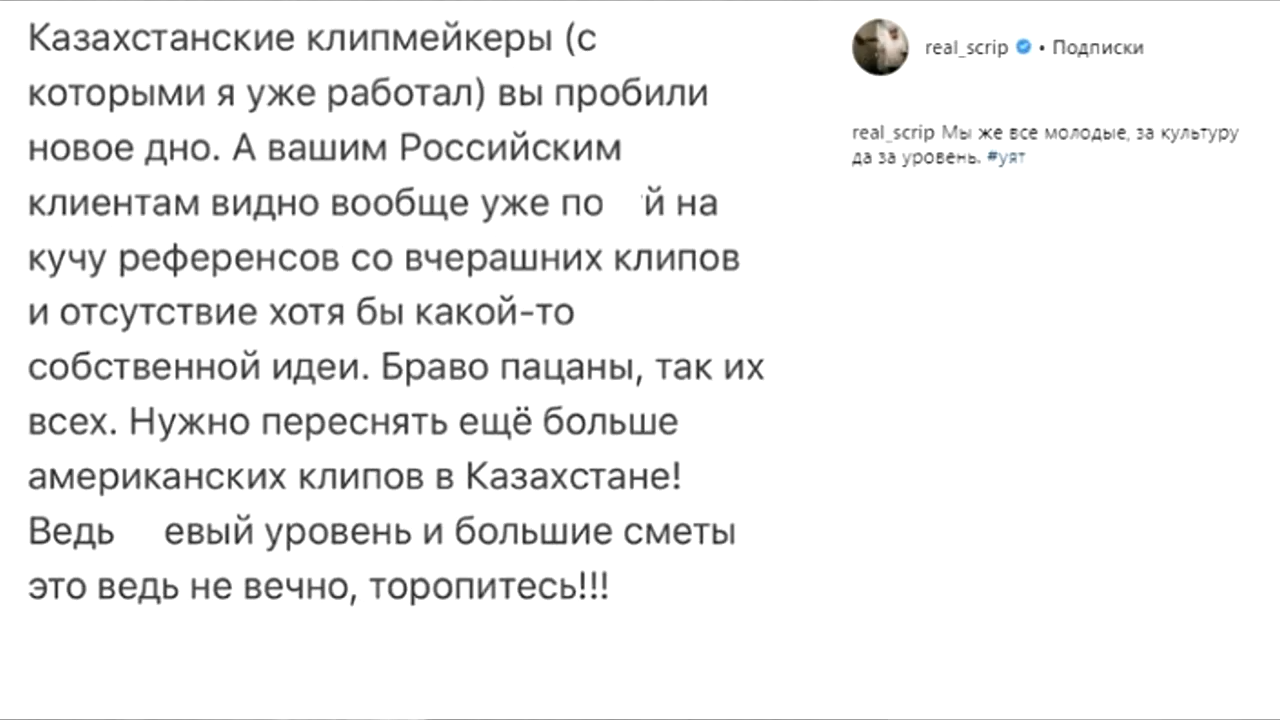 Казахстанские клипмейкеры (с
которыми я уже работал) вы пробили
новое дно. А вашим Российским
клиентам видно вообще уже по й на
кучу референсов со вчерашних клипов
и отсутствие хотя бы какой-то
собственной идеи. Браво пацаны, так их
всех. Нужно переснять ещё больше
американских клипов в Казахстане!
Ведь евый уровень и большие сметы
это ведь не вечно, торопитесь!!!
real_scrip • Подписки
real_scrip Мы же все молодые, за культуру
да за уровень. #уят